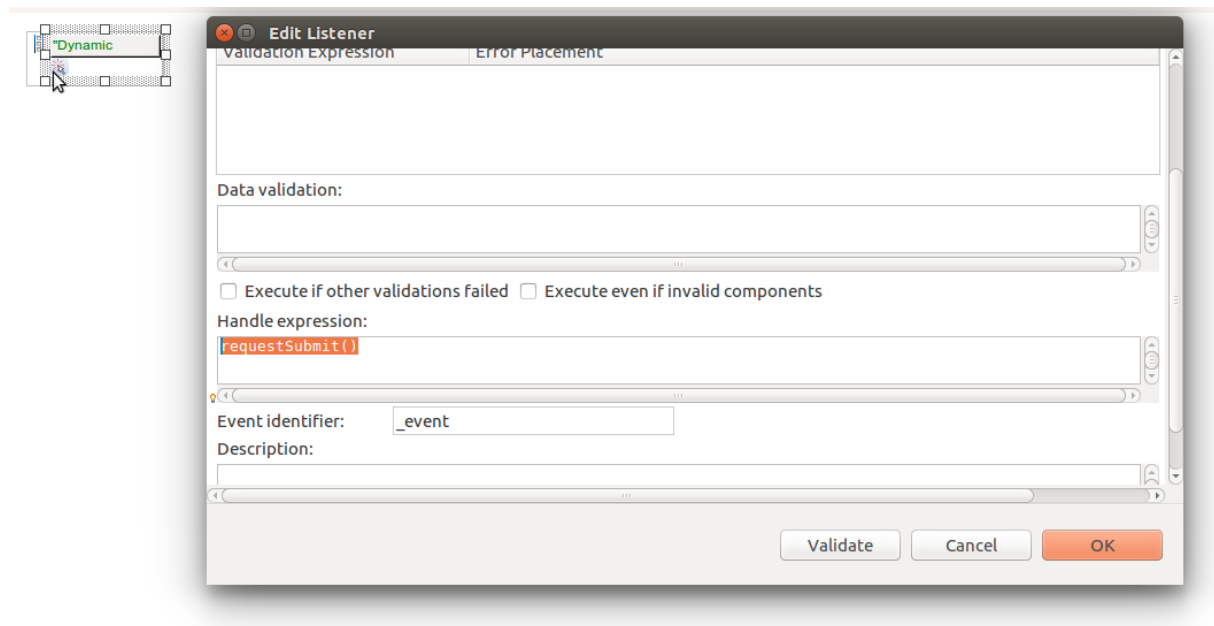 "Dynamic
Edit Listener
Validation Expression Error Placement
Data validation:
Execute if other validations failed Execute even if invalid components
Handle expression:
requestSubmit()
Event identifier: _event
Description:
Validate Cancel OK